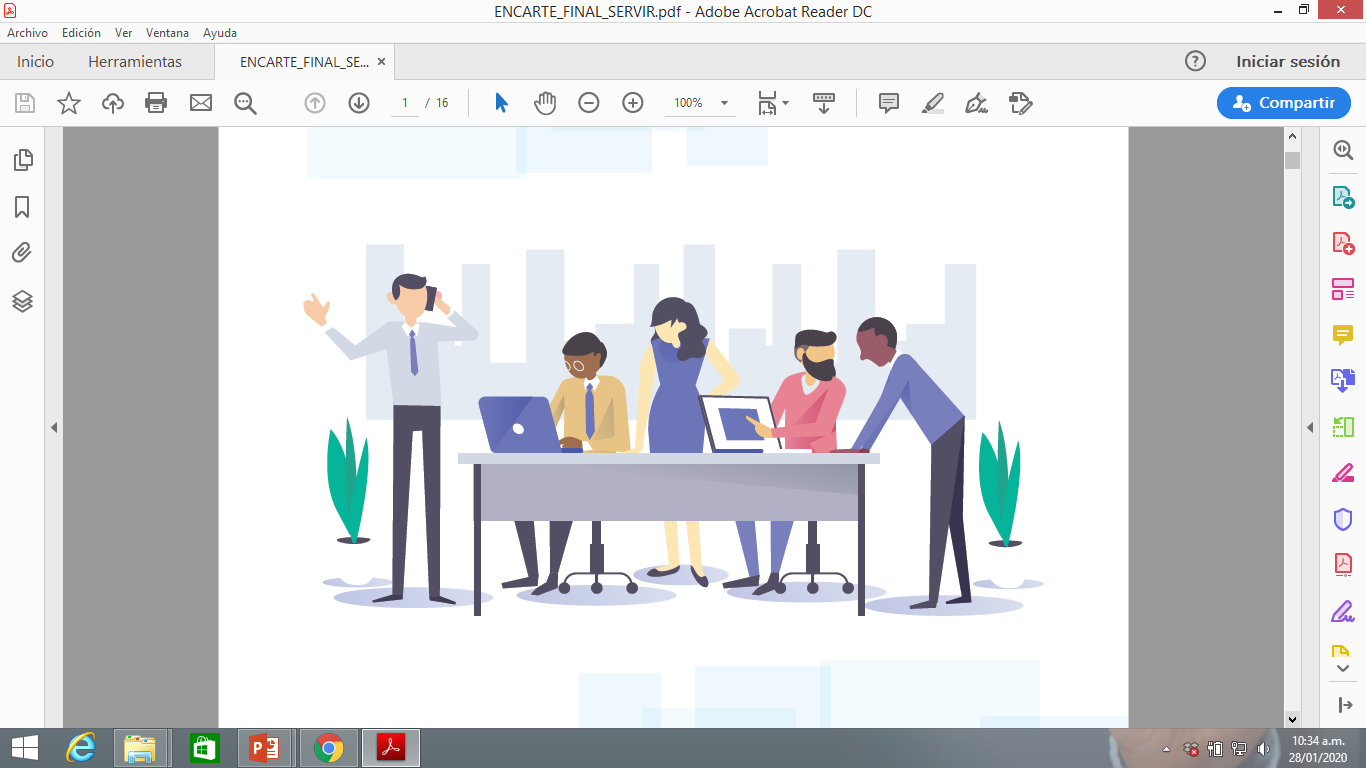 ENCARTE_FINAL_SERVIR.pdf - Adobe Acrobat Reader DC
Archivo Edición Ver Ventana Ayuda
Inicio Herramientas ENCARTE_FINAL_SE... Iniciar sesión
1 / 16 100% Compartir
10:34 a.m.
28/01/2020